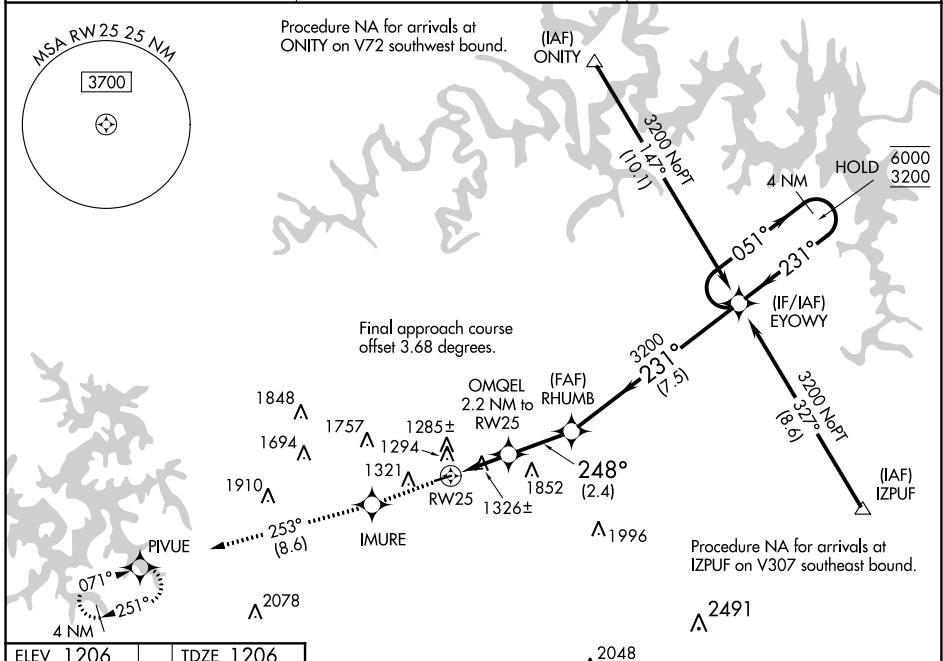 MSA RW25 25 NM
3700
Procedure NA for arrivals at
ONITY on V72 southwest bound.
(IAF)
ONITY
3200 NoPT
147°
(10.1)
HOLD
6000
3200
4 NM
051°
231°
(IF/IAF)
EYOWY
Final approach course
offset 3.68 degrees.
3200
231°
(7.5)
OMQEL
2.2 NM to
RW25
(FAF)
RHUMB
3200 NoPT
327°
(8.6)
1848
1694
1757
1285±
1294
1321
1910
RW25
1326±
1852
248°
(2.4)
(IAF)
IZPUF
1996
253°
(8.6)
IMURE
PIVUE
Procedure NA for arrivals at
IZPUF on V307 southeast bound.
071°
251°
4 NM
2078
2491
2048
ELEV 1206
TDZE 1206